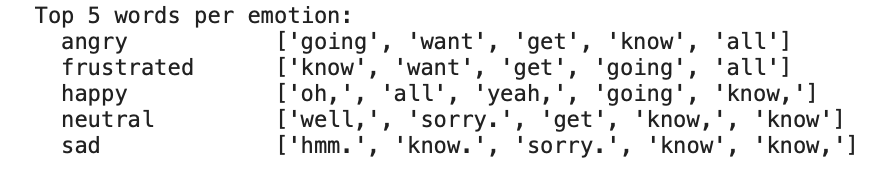 Top 5 words per emotion:
angry ['going', 'want', 'get', 'know', 'all']
frustrated ['know', 'want', 'get', 'going', 'all']
happy ['oh,', 'all', 'yeah,', 'going', 'know,']
neutral ['well,', 'sorry.', 'get', 'know,', 'know']
sad ['hmm.', 'know.', 'sorry.', 'know', 'know,']